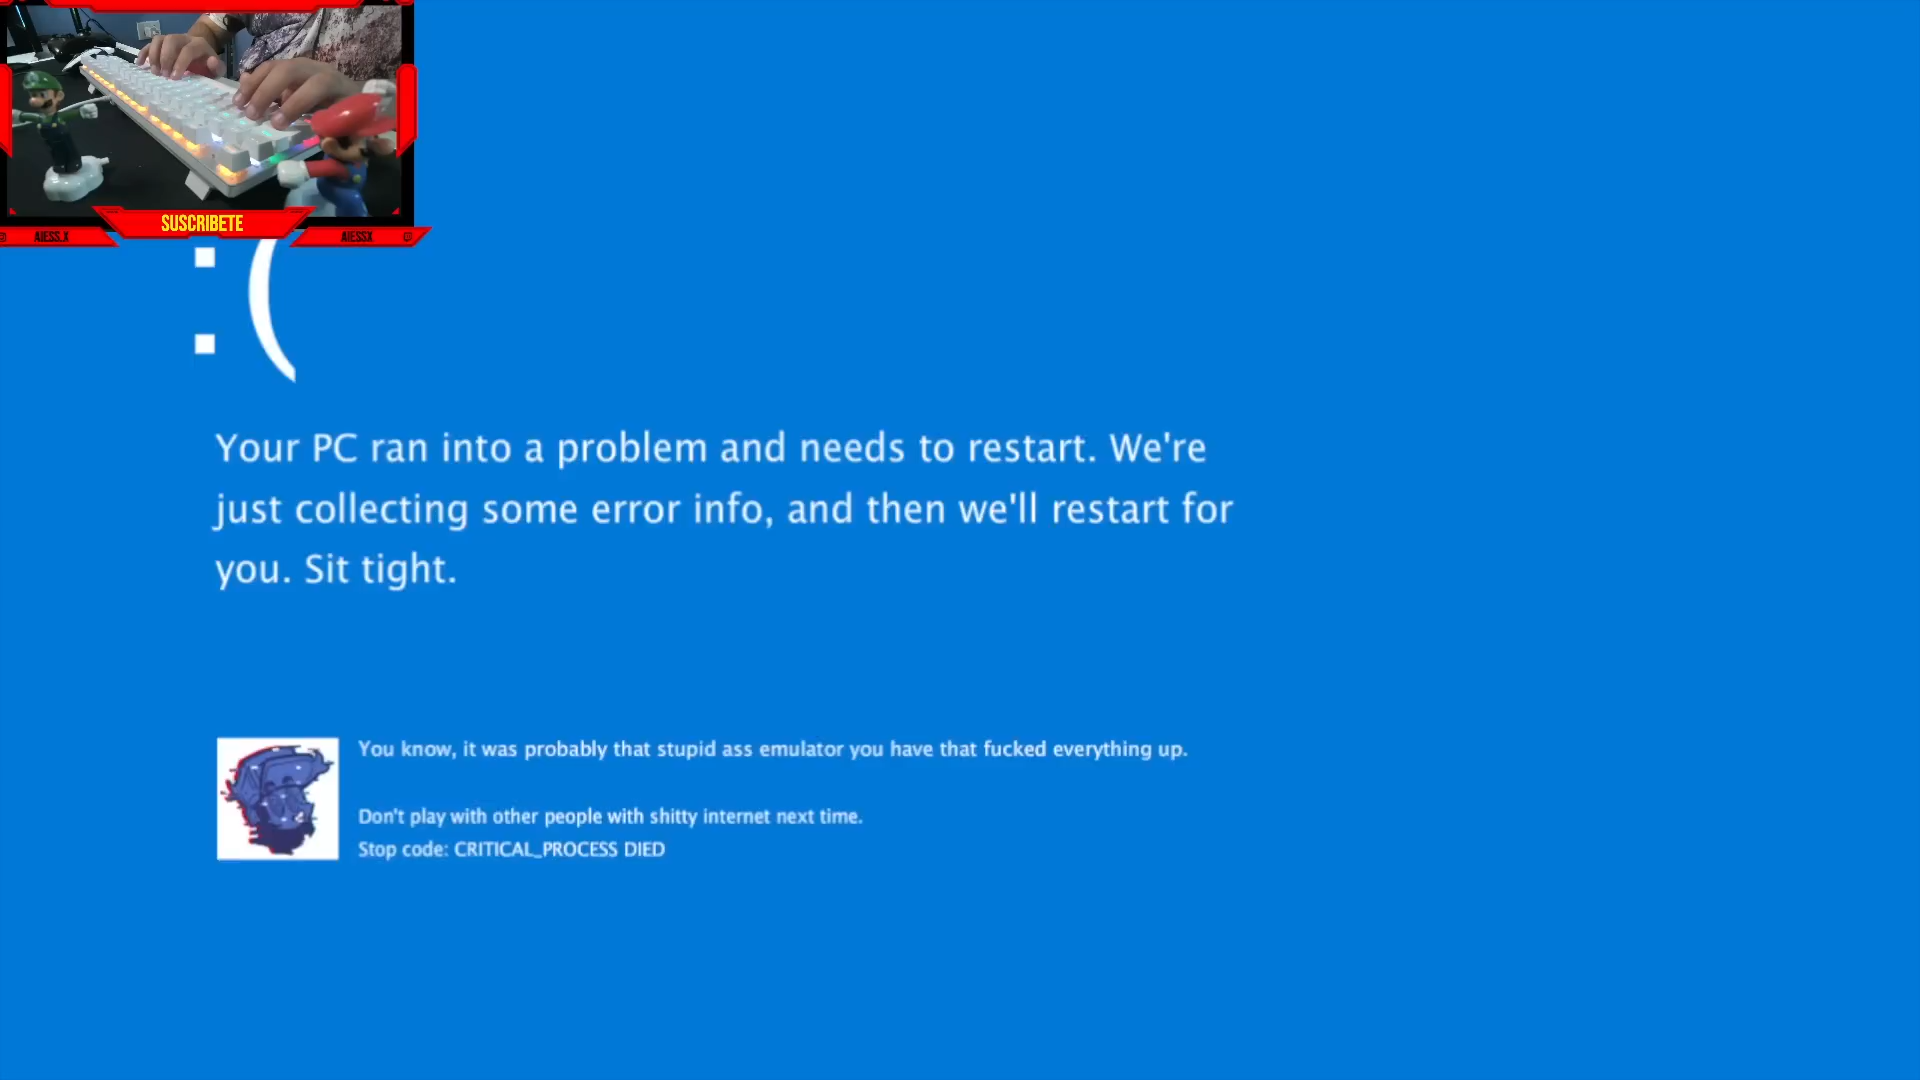 SUSCRIBETE
AIESS.X
AIESSX
:(
Your PC ran into a problem and needs to restart. We're
just collecting some error info, and then we'll restart for
you. Sit tight.
You know, it was probably that stupid ass emulator you have that fucked everything up.
Don't play with other people with shitty internet next time.
Stop code: CRITICAL_PROCESS DIED